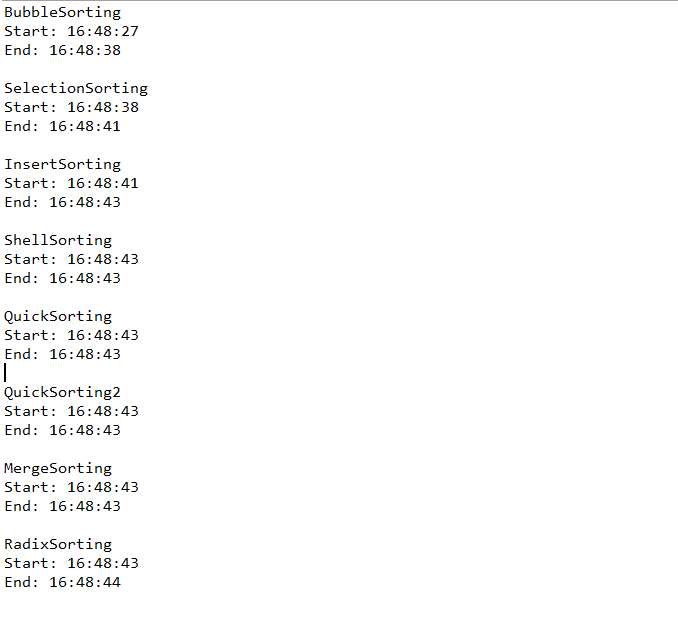 BubbleSorting
Start: 16:48:27
End: 16:48:38
SelectionSorting
Start: 16:48:38
End: 16:48:41
InsertSorting
Start: 16:48:41
End: 16:48:43
ShellSorting
Start: 16:48:43
End: 16:48:43
QuickSorting
Start: 16:48:43
End: 16:48:43
QuickSorting2
Start: 16:48:43
End: 16:48:43
MergeSorting
Start: 16:48:43
End: 16:48:43
RadixSorting
Start: 16:48:43
End: 16:48:44